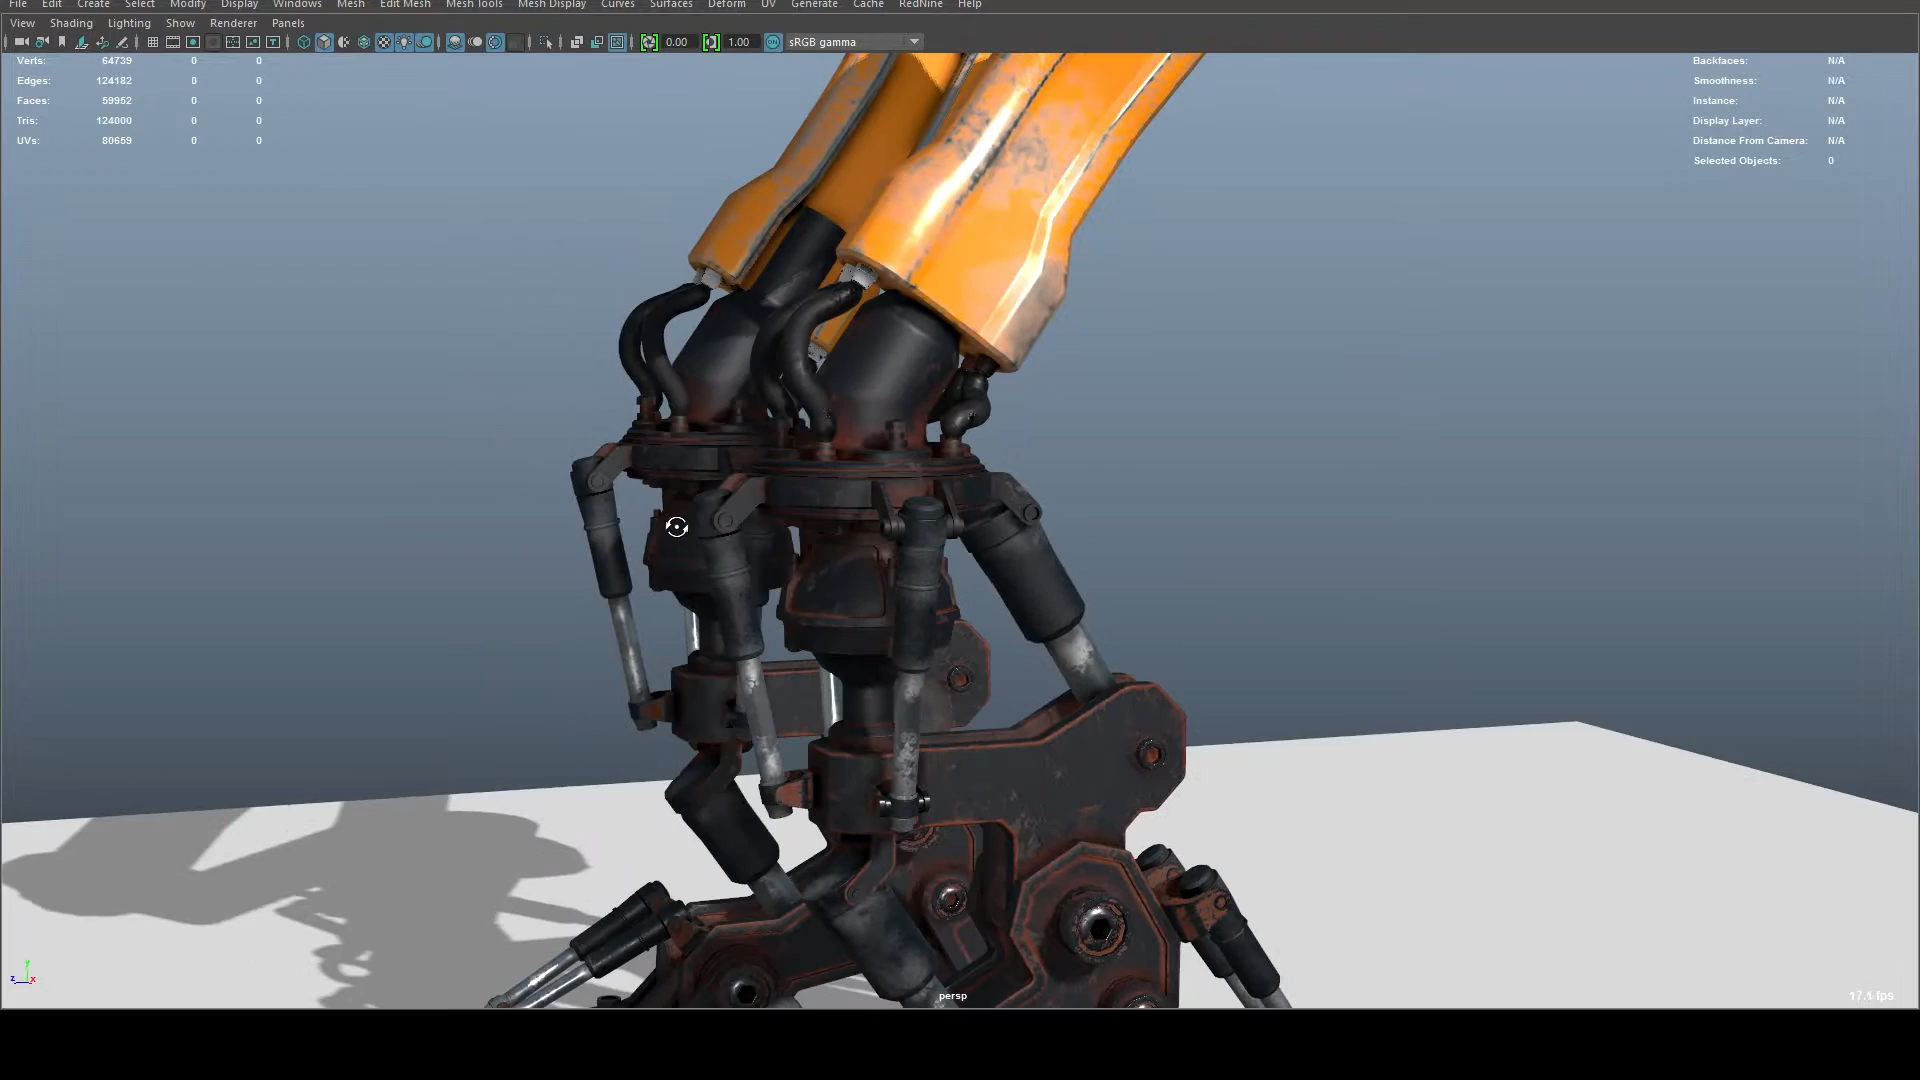 File Edit Create Select Modify Display Windows Mesh Edit Mesh Mesh Tools Mesh Display Curves Surfaces Deform UV Generate Cache RedNine Help
View Shading Lighting Show Renderer Panels
0.00 1.00 ON sRGB gamma
Verts: 64739 0 0
Edges: 124182 0 0
Faces: 59952 0 0
Tris: 124000 0 0
UVs: 80659 0 0
Backfaces: N/A
Smoothness: N/A
Instance: N/A
Display Layer: N/A
Distance From Camera: N/A
Selected Objects: 0
y
z x
persp
17.1 fps